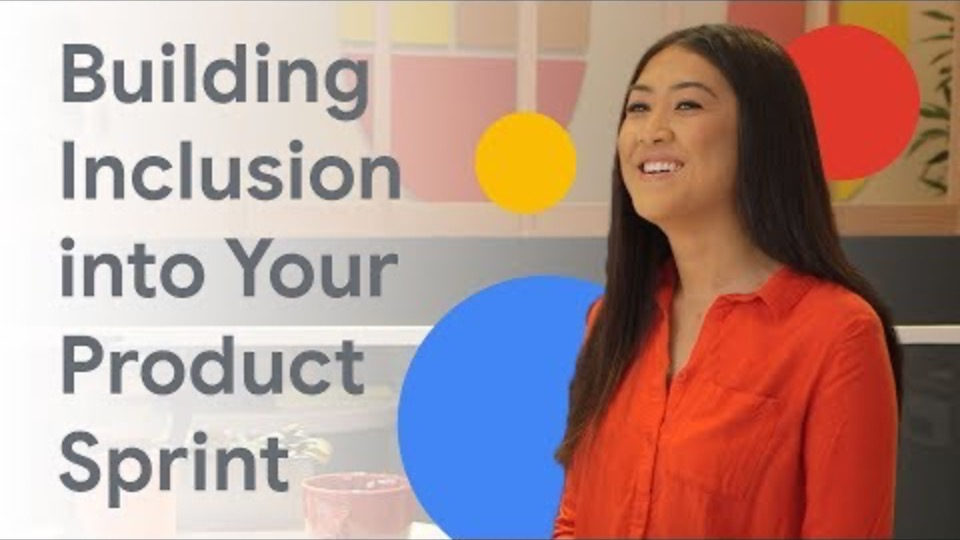 Building
Inclusion
into Your
Product
Sprint